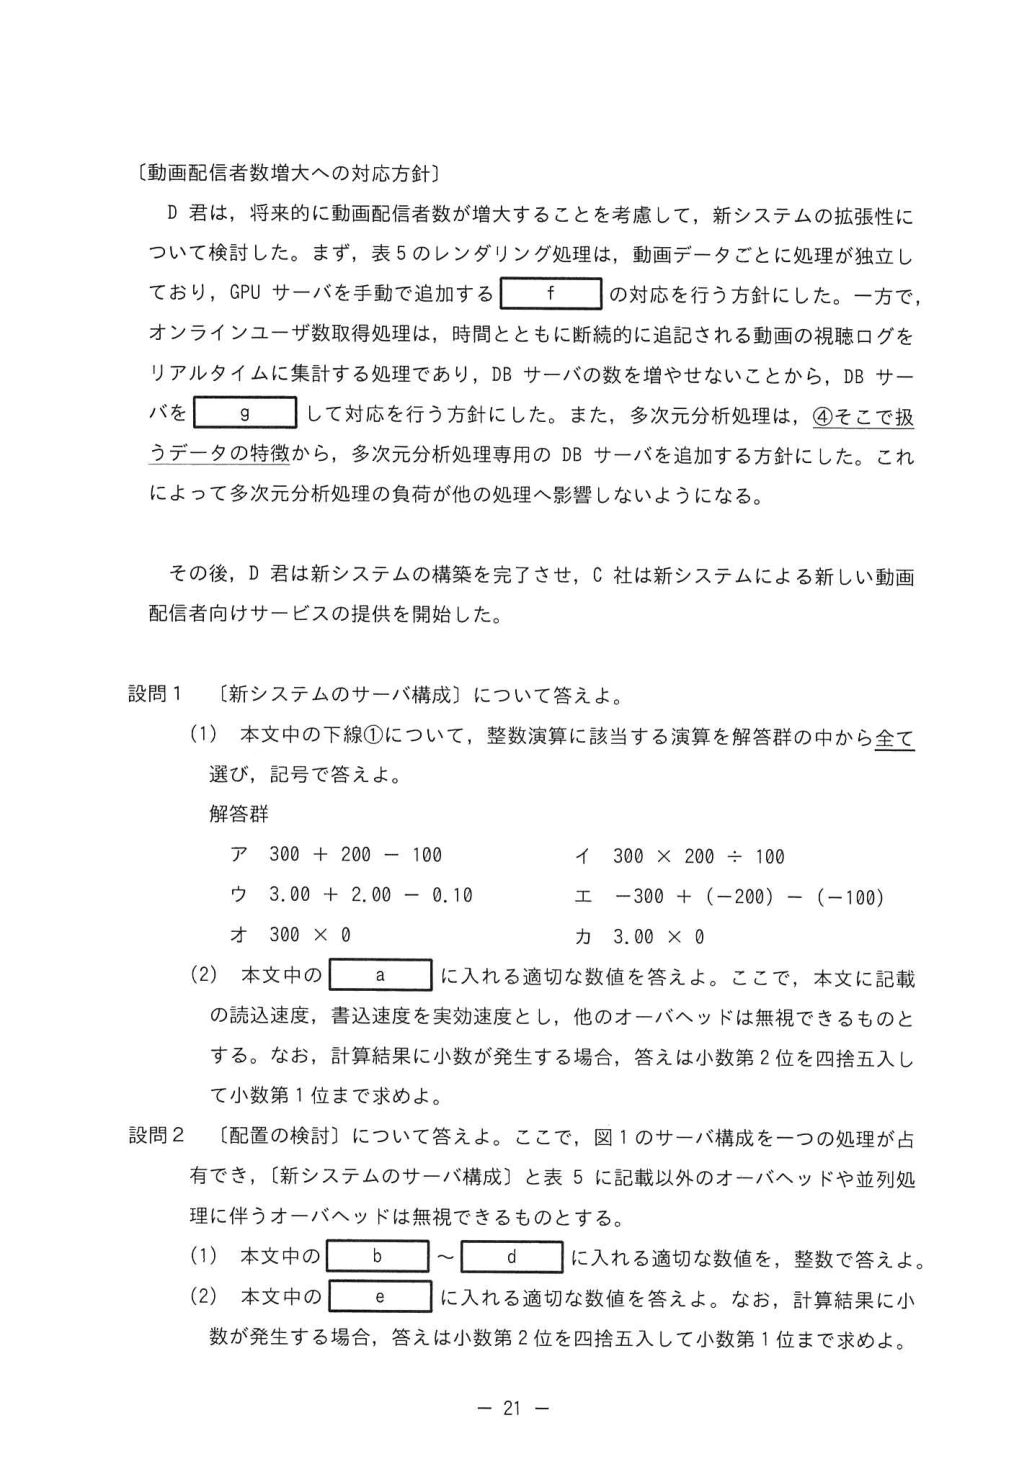 〔動画配信者数増大への対応方針〕
D 君は，将来的に動画配信者数が増大することを考慮して，新システムの拡張性に
ついて検討した。まず，表５のレンダリング処理は，動画データごとに処理が独立し
ており，GPU サーバを手動で追加する f の対応を行う方針にした。一方で，
オンラインユーザ数取得処理は，時間とともに断続的に追記される動画の視聴ログを
リアルタイムに集計する処理であり，DB サーバの数を増やせないことから，DB サー
バを g して対応を行う方針にした。また，多次元分析処理は，④そこで扱
うデータの特徴から，多次元分析処理専用の DB サーバを追加する方針にした。これ
によって多次元分析処理の負荷が他の処理へ影響しないようになる。
その後，D 君は新システムの構築を完了させ，C 社は新システムによる新しい動画
配信者向けサービスの提供を開始した。
設問１ 〔新システムのサーバ構成〕について答えよ。
(1) 本文中の下線①について，整数演算に該当する演算を解答群の中から全て
選び，記号で答えよ。
解答群
ア 300 ＋ 200 － 100 イ 300 × 200 ÷ 100
ウ 3.00 ＋ 2.00 － 0.10 エ －300 ＋（－200）－（－100）
オ 300 × 0 カ 3.00 × 0
(2) 本文中の a に入れる適切な数値を答えよ。ここで，本文に記載
の読込速度，書込速度を実効速度とし，他のオーバヘッドは無視できるものと
する。なお，計算結果に小数が発生する場合，答えは小数第２位を四捨五入し
て小数第１位まで求めよ。
設問２ 〔配置の検討〕について答えよ。ここで，図１のサーバ構成を一つの処理が占
有でき，〔新システムのサーバ構成〕と表 5 に記載以外のオーバヘッドや並列処
理に伴うオーバヘッドは無視できるものとする。
(1) 本文中の b ～ d に入れる適切な数値を，整数で答えよ。
(2) 本文中の e に入れる適切な数値を答えよ。なお，計算結果に小
数が発生する場合，答えは小数第２位を四捨五入して小数第１位まで求めよ。
－ 21 －